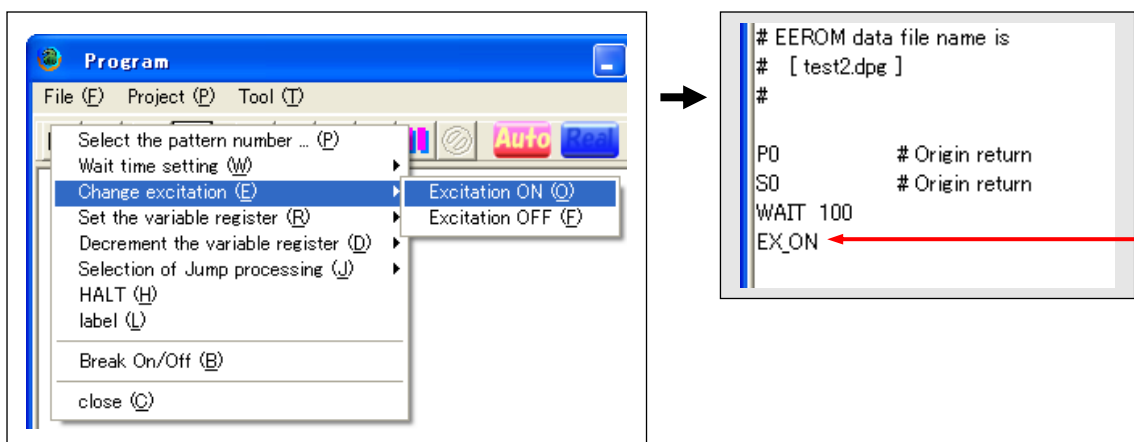 Program
File (F) Project (P) Tool (T)
Auto Real
Select the pattern number ... (P)
Wait time setting (W)
Change excitation (E)
Excitation ON (O)
Set the variable register (R)
Excitation OFF (F)
Decrement the variable register (D)
Selection of Jump processing (J)
HALT (H)
label (L)
Break On/Off (B)
close (C)
# EEROM data file name is
# [ test2.dpg ]
#
P0 # Origin return
S0 # Origin return
WAIT 100
EX_ON